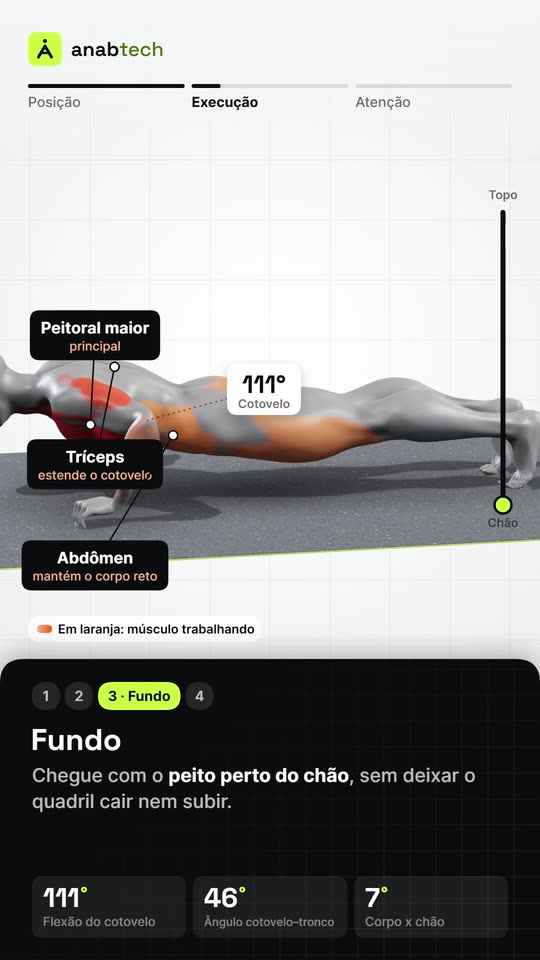 anabtech
Posição
Execução
Atenção
Topo
Peitoral maior
principal
111°
Cotovelo
Tríceps
estende o cotovelo
Chão
Abdômen
mantém o corpo reto
Em laranja: músculo trabalhando
1
2
3 · Fundo
4
Fundo
Chegue com o peito perto do chão, sem deixar o
quadril cair nem subir.
111°
46°
7°
Flexão do cotovelo
Ângulo cotovelo–tronco
Corpo x chão